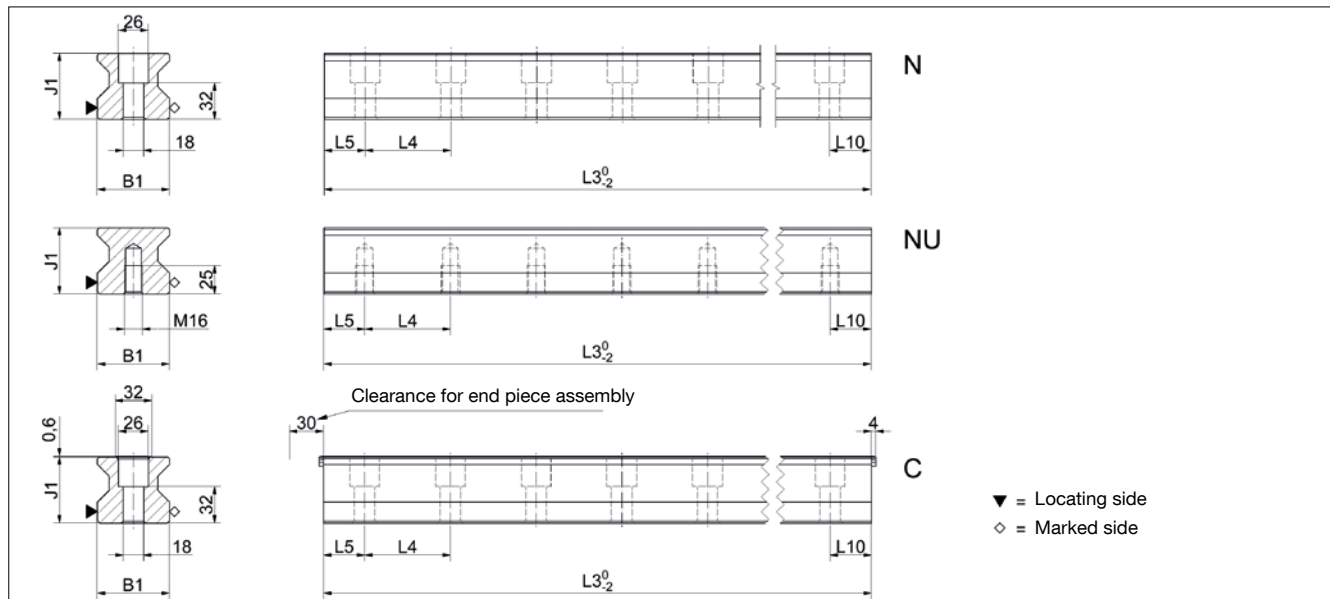 26
J1
32
18
B1
L5
L4
L10
L3 0 -2
N
J1
25
M16
B1
L5
L4
L10
L3 0 -2
NU
Clearance for end piece assembly
32
26
0,6
J1
32
18
B1
30
4
L5
L4
L10
L3 0 -2
C
▼ = Locating side
◇ = Marked side